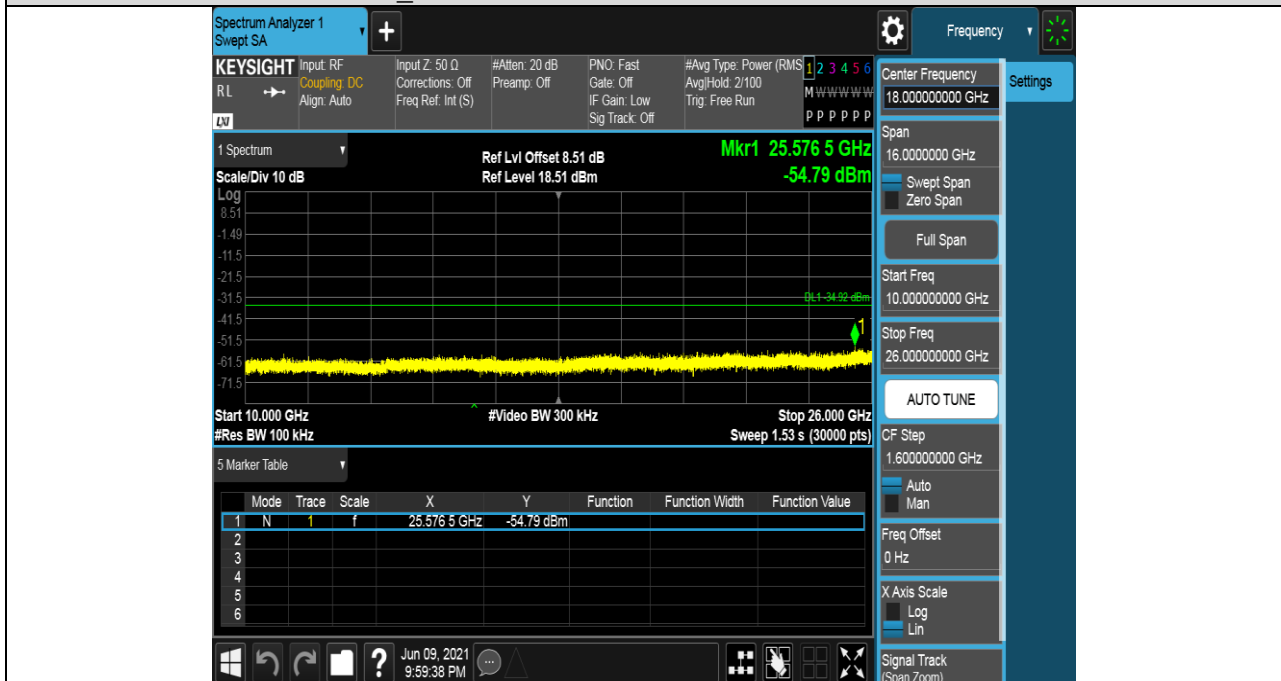 Spectrum Analyzer 1
Swept SA
+
Frequency
KEYSIGHT Input: RF
RL
Coupling: DC
Align: Auto
LXI
Input Z: 50 Ω
Corrections: Off
Freq Ref: Int (S)
#Atten: 20 dB
Preamp: Off
PNO: Fast
Gate: Off
IF Gain: Low
Sig Track: Off
#Avg Type: Power (RMS
Avg|Hold: 2/100
Trig: Free Run
1 2 3 4 5 6
M W W W W W
P P P P P P
1 Spectrum
Scale/Div 10 dB
Ref Lvl Offset 8.51 dB
Ref Level 18.51 dBm
Mkr1 25.576 5 GHz
-54.79 dBm
Log
8.51
-1.49
-11.5
-21.5
-31.5
-41.5
-51.5
-61.5
-71.5
DL1 -34.92 dBm
1
Start 10.000 GHz
#Res BW 100 kHz
#Video BW 300 kHz
Stop 26.000 GHz
Sweep 1.53 s (30000 pts)
5 Marker Table
Mode Trace Scale X Y Function Function Width Function Value
1 N 1 f 25.576 5 GHz -54.79 dBm
2
3
4
5
6
?
Jun 09, 2021
9:59:38 PM
Center Frequency
18.000000000 GHz
Span
16.0000000 GHz
Swept Span
Zero Span
Full Span
Start Freq
10.000000000 GHz
Stop Freq
26.000000000 GHz
AUTO TUNE
CF Step
1.600000000 GHz
Auto
Man
Freq Offset
0 Hz
X Axis Scale
Log
Lin
Signal Track
(Span Zoom)
Settings